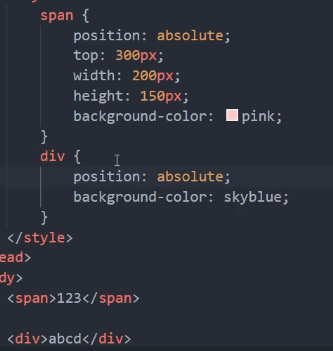 span {
position: absolute;
top: 300px;
width: 200px;
height: 150px;
background-color: pink;
}
div {
position: absolute;
background-color: skyblue;
}
</style>
ead>
dy>
<span>123</span>
<div>abcd</div>